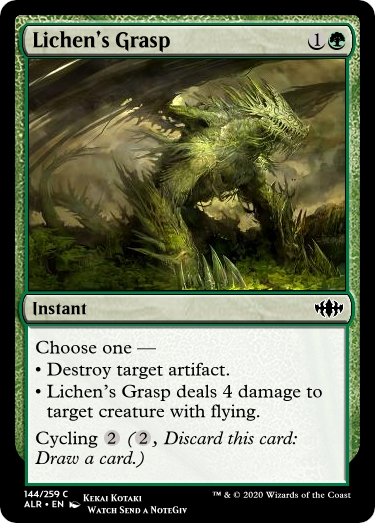 Lichen's Grasp 1
Instant
Choose one —
• Destroy target artifact.
• Lichen's Grasp deals 4 damage to
target creature with flying.
Cycling 2 (2, Discard this card:
Draw a card.)
144/259 C
ALR • EN Kekai Kotaki ™ & © 2020 Wizards of the Coast
Watch Send a NoteGiv